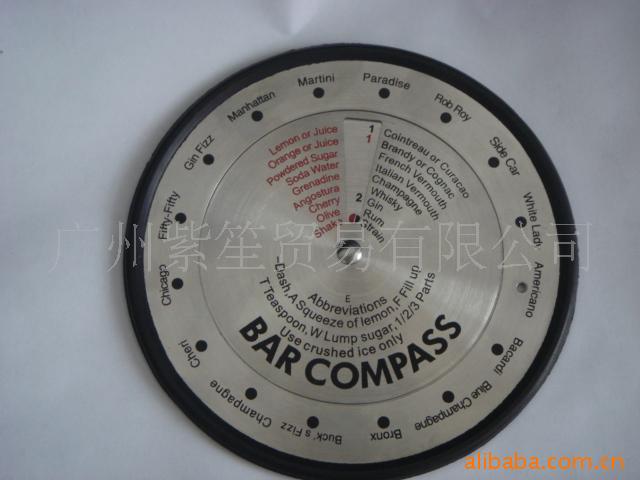 Martini
Paradise
Rob Roy
Side Car
White Lady
Americano
Bacardi
Blue Champagne
Bronx
Buck's Fizz
Champagne
Cheri
Chicago
Fifty-Fifty
Gin Fizz
Manhattan
Lemon or Juice
Orange or Juice
Powdered Sugar
Soda Water
Grenadine
Angostura
Cherry
Olive
Shake
1
1
2
Cointreau or Curacao
Brandy or Cognac
French Vermouth
Italian Vermouth
Champagne
Whisky
Gin
Rum
Strain
E
Abbreviations
–Dash,A Squeeze of lemon,F Fill up
T Teaspoon,W Lump sugar,1/2/3 Parts
Use crushed ice only
BAR COMPASS
广州紫笙贸易有限公司
alibaba.com.cn